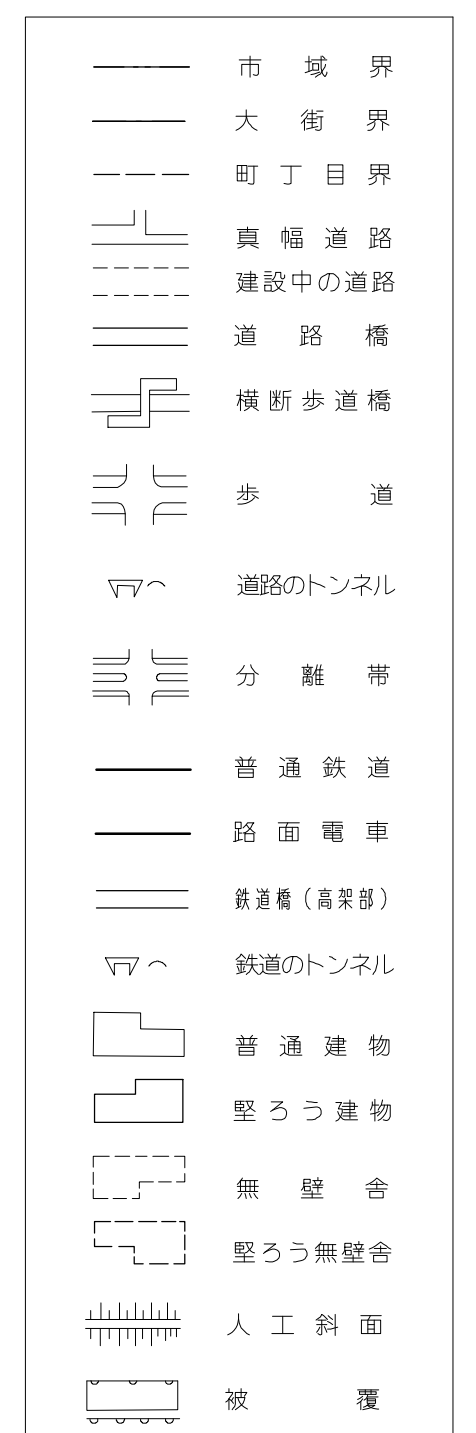 市域界
大街界
町丁目界
真幅道路
建設中の道路
道路橋
横断歩道橋
歩道
道路のトンネル
分離帯
普通鉄道
路面電車
鉄道橋（高架部）
鉄道のトンネル
普通建物
堅ろう建物
無壁舎
堅ろう無壁舎
人工斜面
被覆